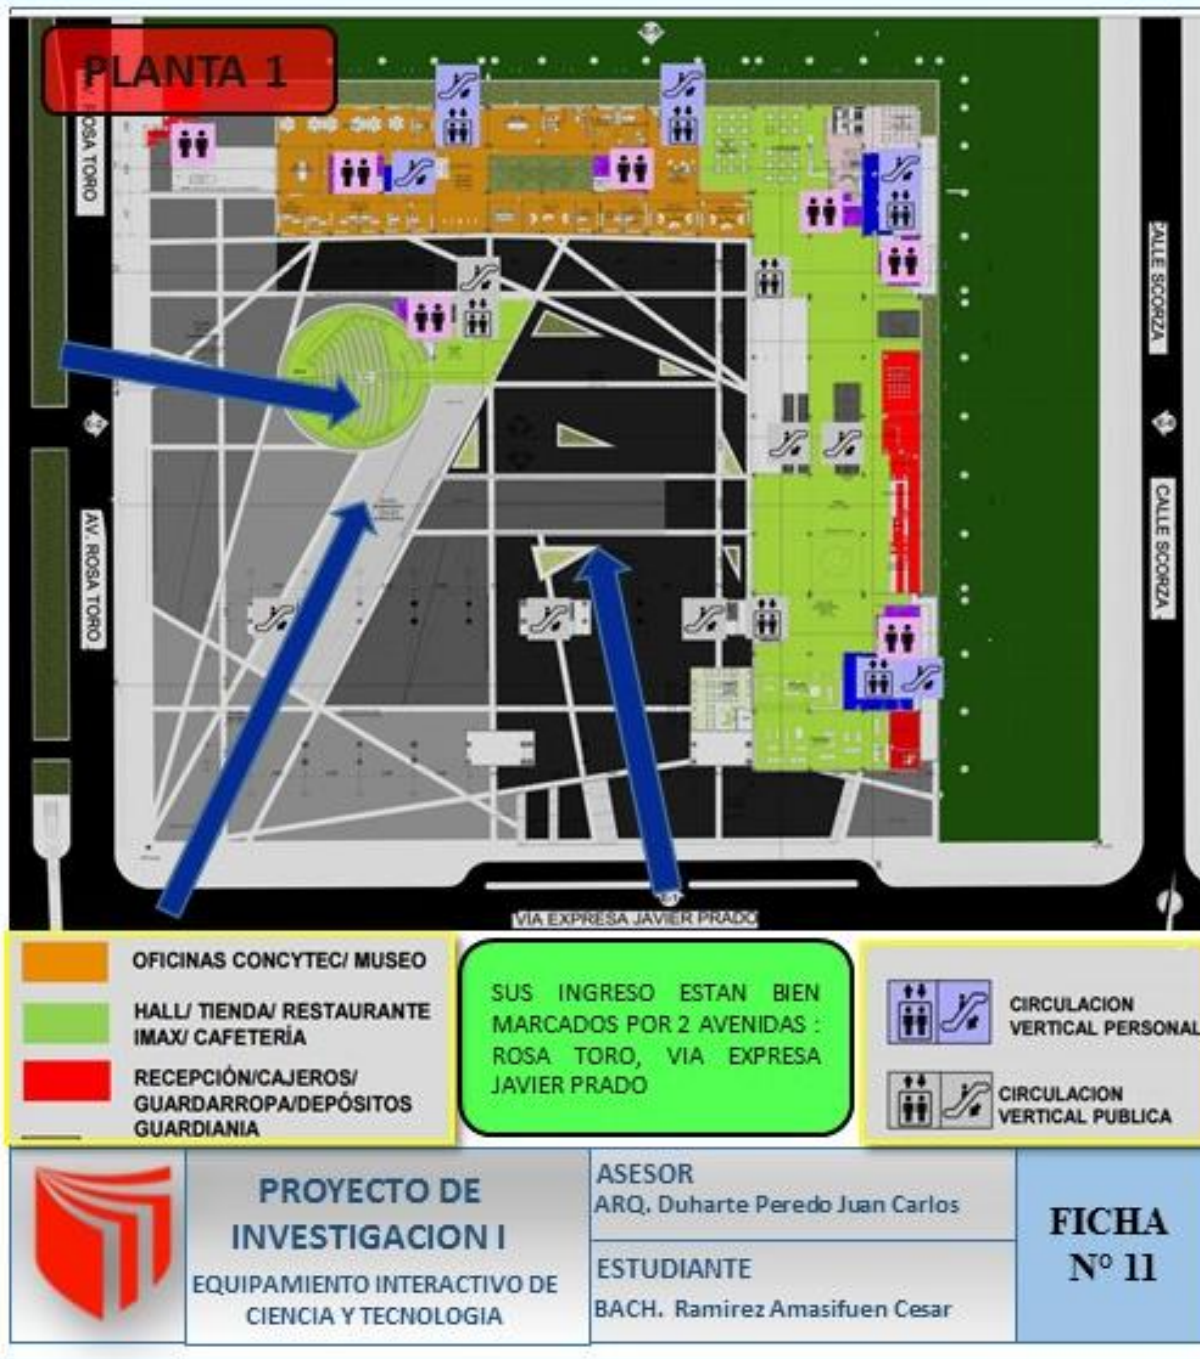 PLANTA 1
ROSA TORO
CALLE SCORZA
AV. ROSA TORO
CALLE SCORZA
VIA EXPRESA JAVIER PRADO
OFICINAS CONCYTEC/ MUSEO
HALL/ TIENDA/ RESTAURANTE
IMAX/ CAFETERÍA
RECEPCIÓN/CAJEROS/
GUARDARROPA/DEPÓSITOS
GUARDIANIA
SUS INGRESO ESTAN BIEN
MARCADOS POR 2 AVENIDAS :
ROSA TORO, VIA EXPRESA
JAVIER PRADO
CIRCULACION
VERTICAL PERSONAL
CIRCULACION
VERTICAL PUBLICA
PROYECTO DE
INVESTIGACION I
EQUIPAMIENTO INTERACTIVO DE
CIENCIA Y TECNOLOGIA
ASESOR
ARQ. Duharte Peredo Juan Carlos
ESTUDIANTE
BACH. Ramirez Amasifuen Cesar
FICHA
Nº 11